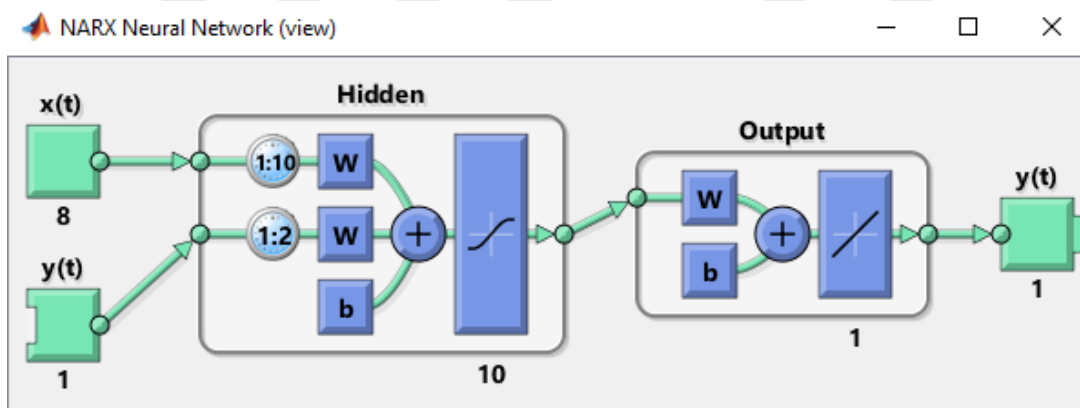 NARX Neural Network (view)
Hidden
x(t)
1:10
W
8
y(t)
1:2
W
b
1
10
Output
W
b
1
y(t)
1